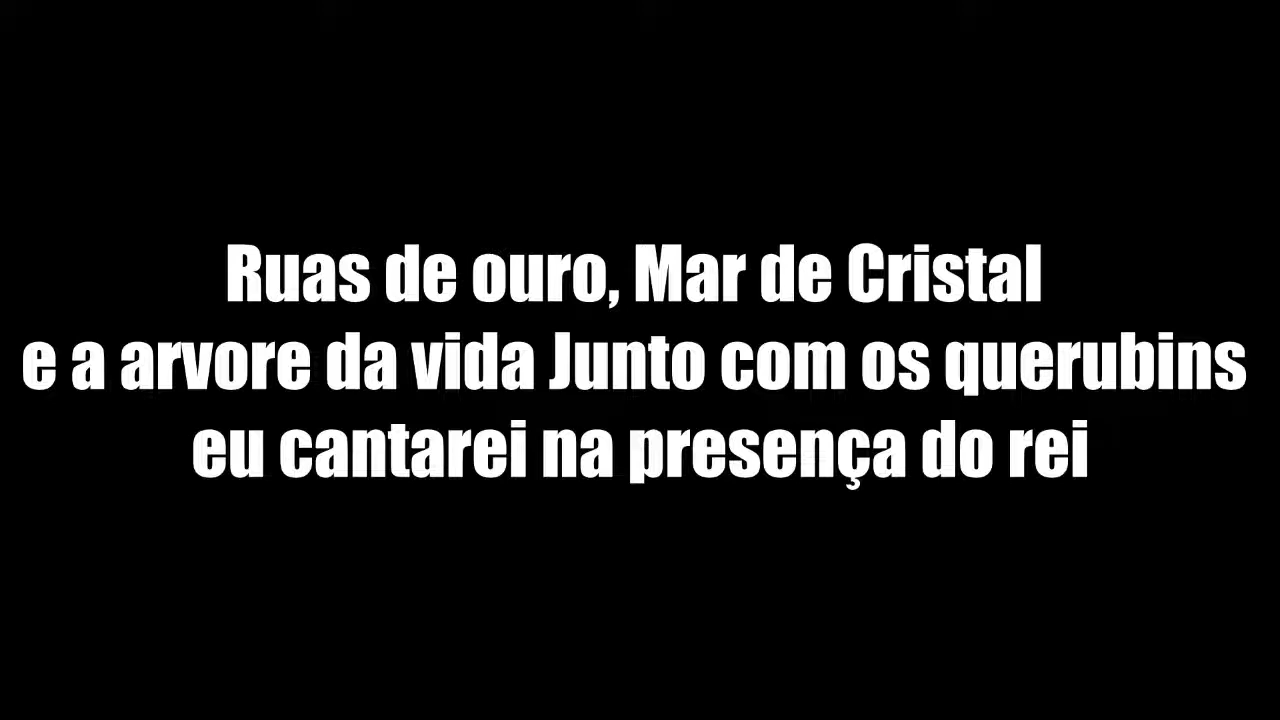 Ruas de ouro, Mar de Cristal
e a arvore da vida Junto com os querubins
eu cantarei na presença do rei